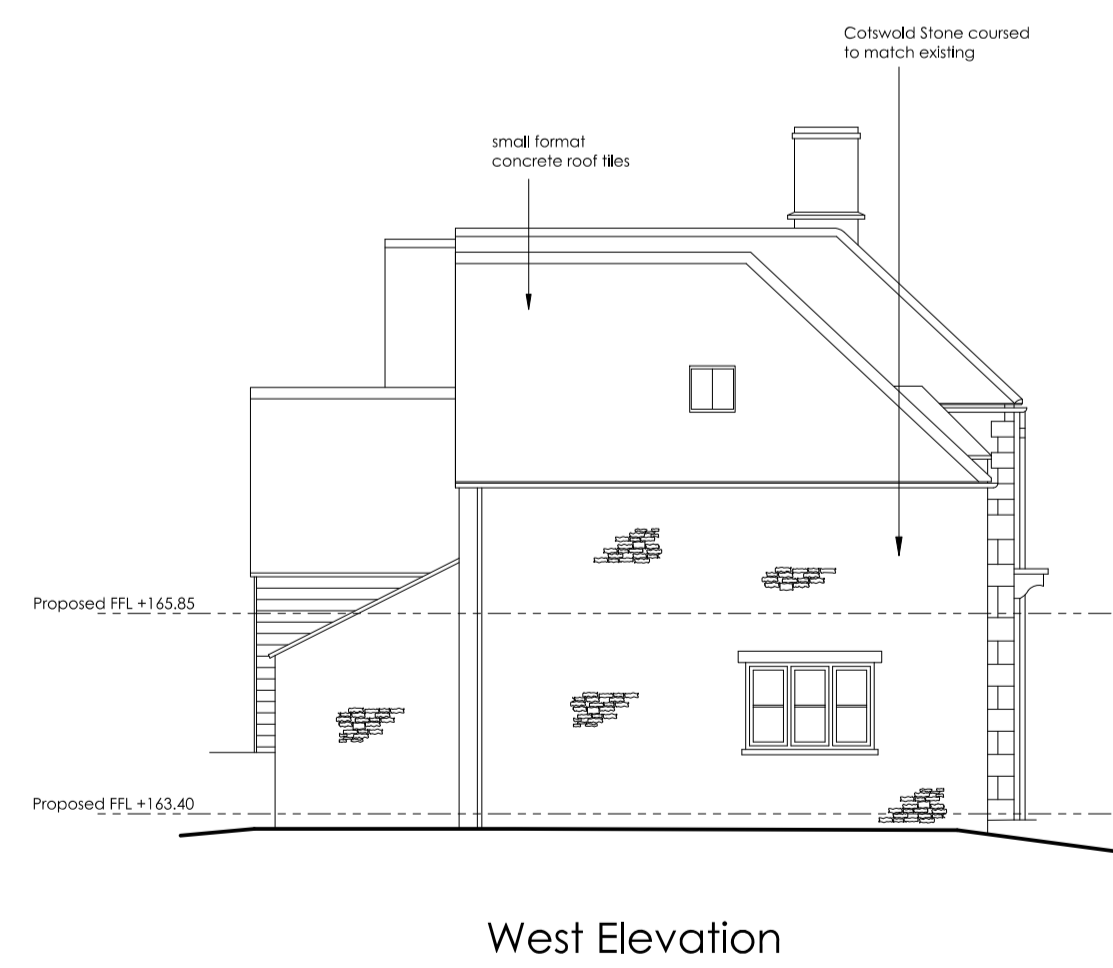 Cotswold Stone coursed
to match existing
small format
concrete roof tiles
Proposed FFL +165.85
Proposed FFL +163.40
West Elevation